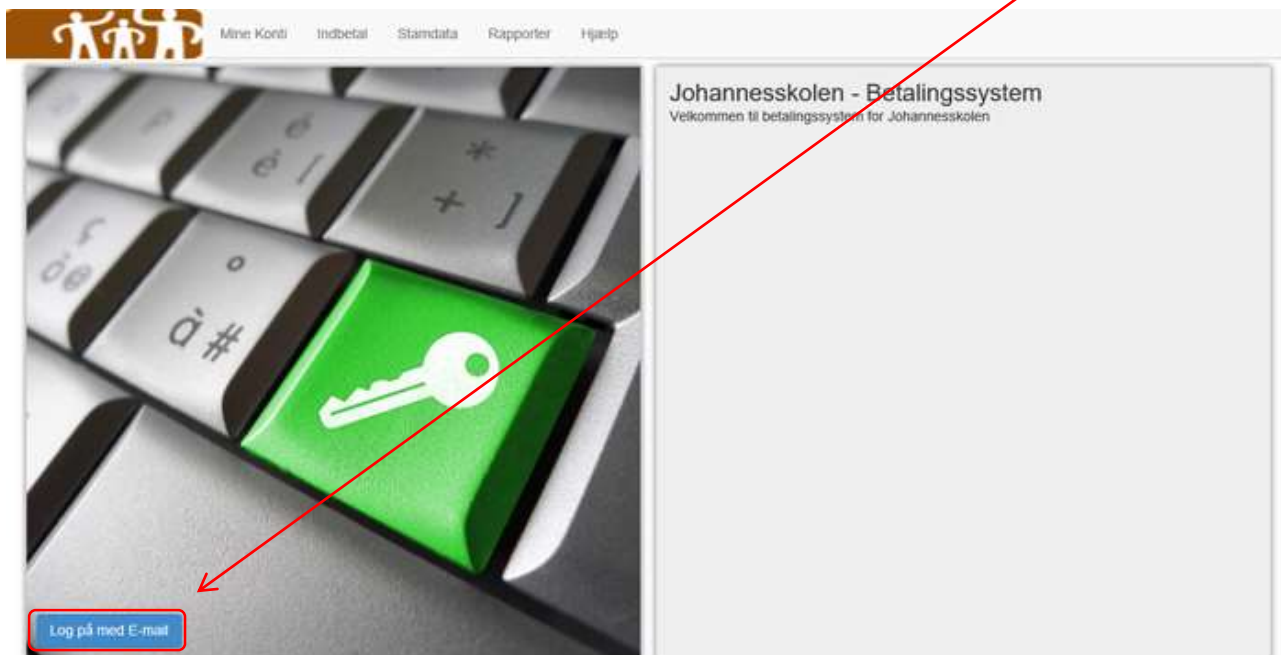 Mine Konti Indbetal Stamdata Rapporter Hjælp
Johannesskolen - Betalingssystem
Velkommen til betalingssystem for Johannesskolen
é
è [
*
+ ]
ç
ò @
°
à #
Log på med E-mail